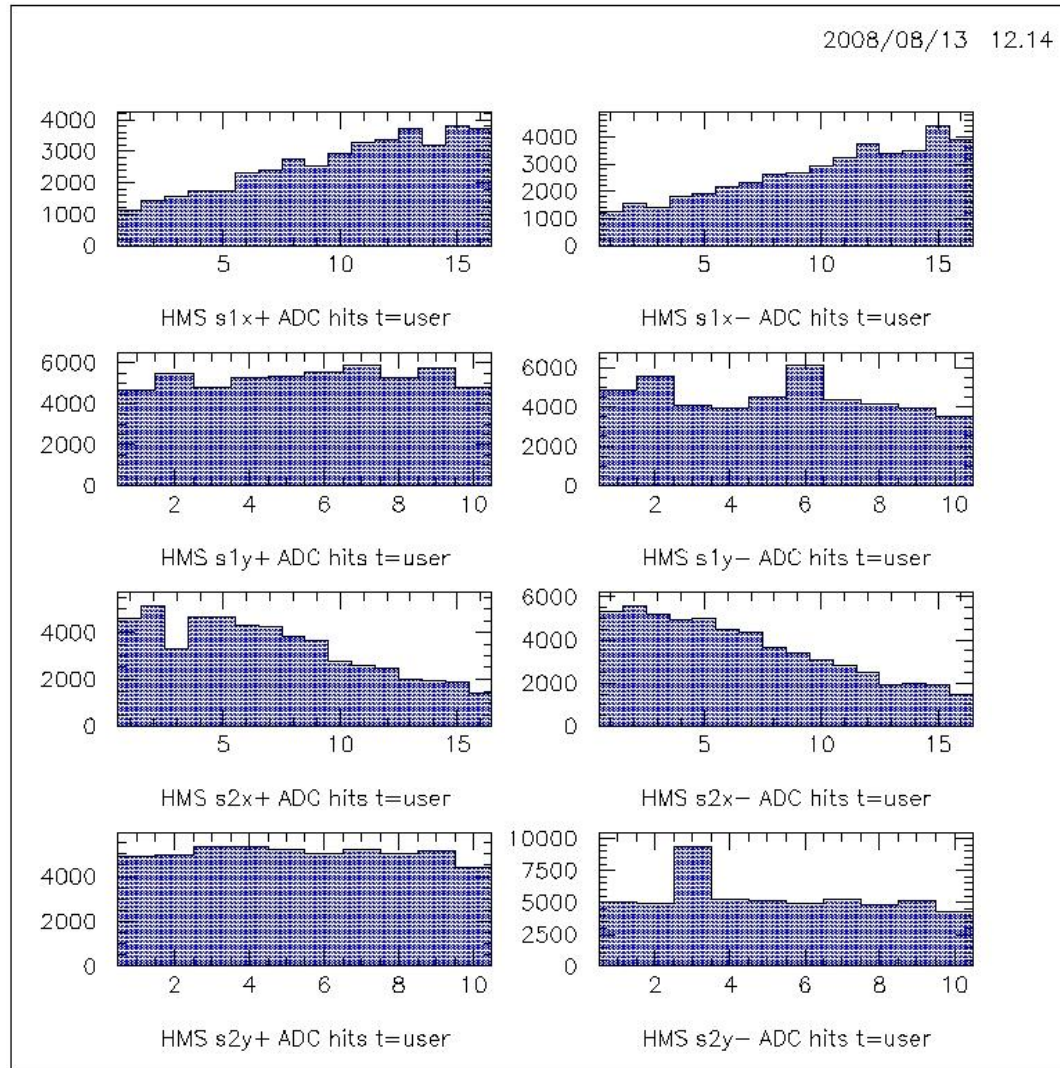 2008/08/13 12.14
4000
3000
2000
1000
0
5 10 15
HMS s1x+ ADC hits t=user
4000
3000
2000
1000
0
5 10 15
HMS s1x− ADC hits t=user
6000
4000
2000
0
2 4 6 8 10
HMS s1y+ ADC hits t=user
6000
4000
2000
0
2 4 6 8 10
HMS s1y− ADC hits t=user
4000
2000
0
5 10 15
HMS s2x+ ADC hits t=user
6000
4000
2000
0
5 10 15
HMS s2x− ADC hits t=user
4000
2000
0
2 4 6 8 10
HMS s2y+ ADC hits t=user
10000
7500
5000
2500
0
2 4 6 8 10
HMS s2y− ADC hits t=user